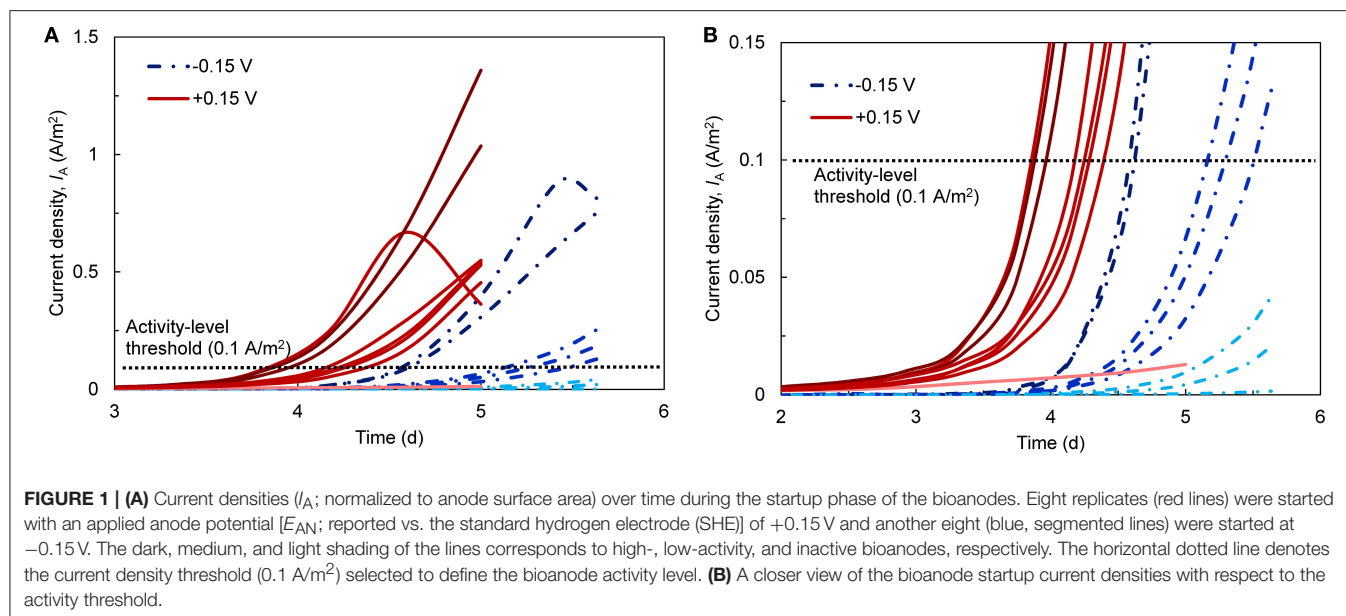 A
1.5
1
0.5
0
Current density, IA (A/m2)
-0.15 V
+0.15 V
Activity-level
threshold (0.1 A/m2)
3
4
5
6
Time (d)
B
0.15
0.1
0.05
0
Current density, IA (A/m2)
-0.15 V
+0.15 V
Activity-level
threshold (0.1 A/m2)
2
3
4
5
6
Time (d)
FIGURE 1 | (A) Current densities (IA; normalized to anode surface area) over time during the startup phase of the bioanodes. Eight replicates (red lines) were started
with an applied anode potential [EAN; reported vs. the standard hydrogen electrode (SHE)] of +0.15 V and another eight (blue, segmented lines) were started at
−0.15 V. The dark, medium, and light shading of the lines corresponds to high-, low-activity, and inactive bioanodes, respectively. The horizontal dotted line denotes
the current density threshold (0.1 A/m2) selected to define the bioanode activity level. (B) A closer view of the bioanode startup current densities with respect to the
activity threshold.